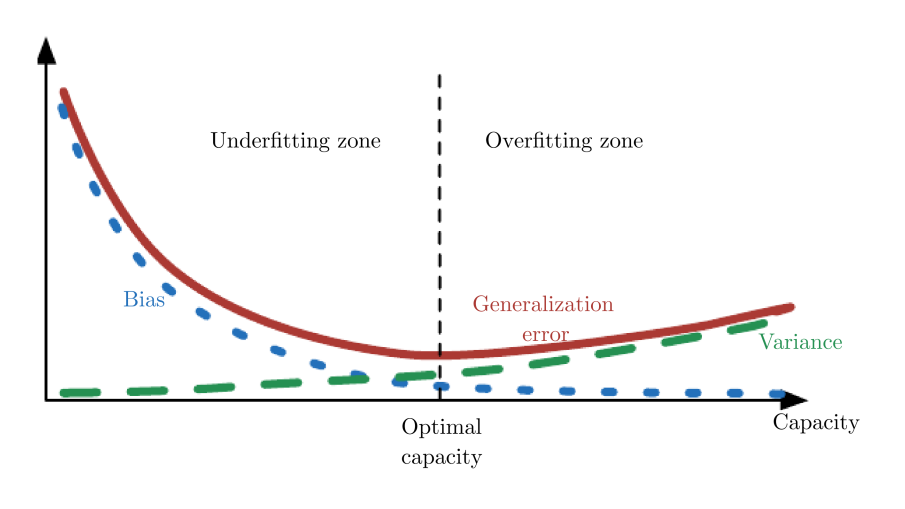 Underfitting zone
Overfitting zone
Bias
Generalization
error
Variance
Optimal
capacity
Capacity